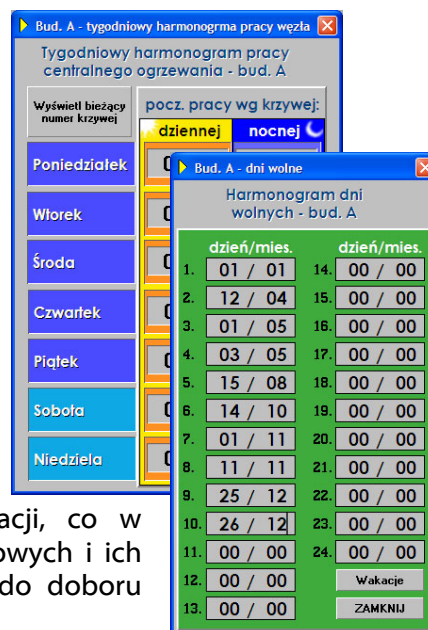 Bud. A - tygodniowy harmonogrma pracy węzła
Tygodniowy harmonogram pracy
centralnego ogrzewania - bud. A
Wyświetl bieżący
numer krzywej
pocz. pracy wg krzywej:
dziennej nocnej
Poniedziałek
Wtorek
Środa
Czwartek
Piątek
Sobota
Niedziela
Bud. A - dni wolne
Harmonogram dni
wolnych - bud. A
dzień/mies. dzień/mies.
1. 01 / 01 14. 00 / 00
2. 12 / 04 15. 00 / 00
3. 01 / 05 16. 00 / 00
4. 03 / 05 17. 00 / 00
5. 15 / 08 18. 00 / 00
6. 14 / 10 19. 00 / 00
7. 01 / 11 20. 00 / 00
8. 11 / 11 21. 00 / 00
9. 25 / 12 22. 00 / 00
10. 26 / 12 23. 00 / 00
11. 00 / 00 24. 00 / 00
12. 00 / 00 Wakacje
13. 00 / 00 ZAMKNIJ
acji, co w
owych i ich
do doboru